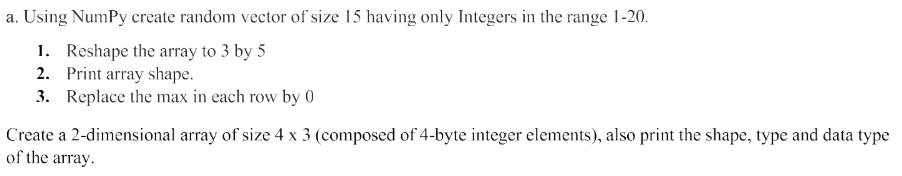 a. Using NumPy create random vector of size 15 having only Integers in the range 1-20.
1. Reshape the array to 3 by 5
2. Print array shape.
3. Replace the max in each row by 0
Create a 2-dimensional array of size 4 x 3 (composed of 4-byte integer elements), also print the shape, type and data type
of the array.